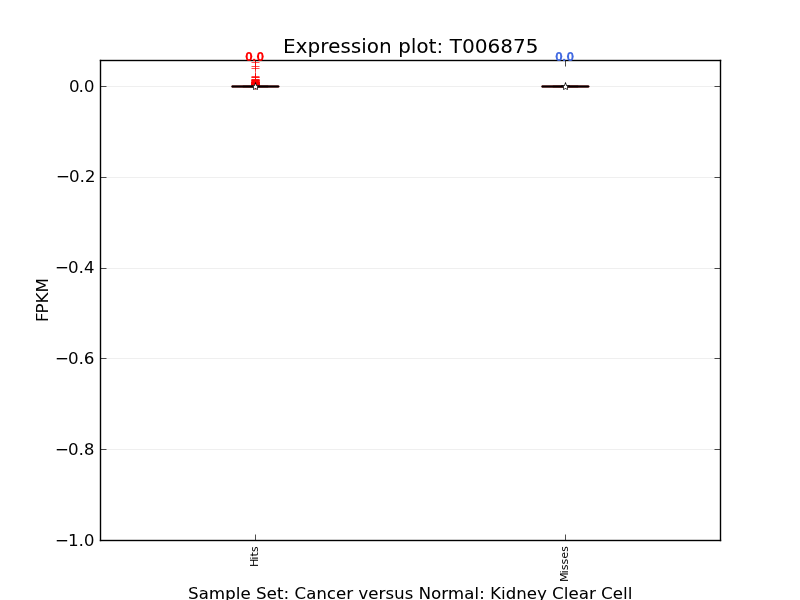 Expression plot: T006875
0.0 0.0
0.0
−0.2
−0.4
FPKM
−0.6
−0.8
−1.0
Hits Misses
Sample Set: Cancer versus Normal: Kidney Clear Cell